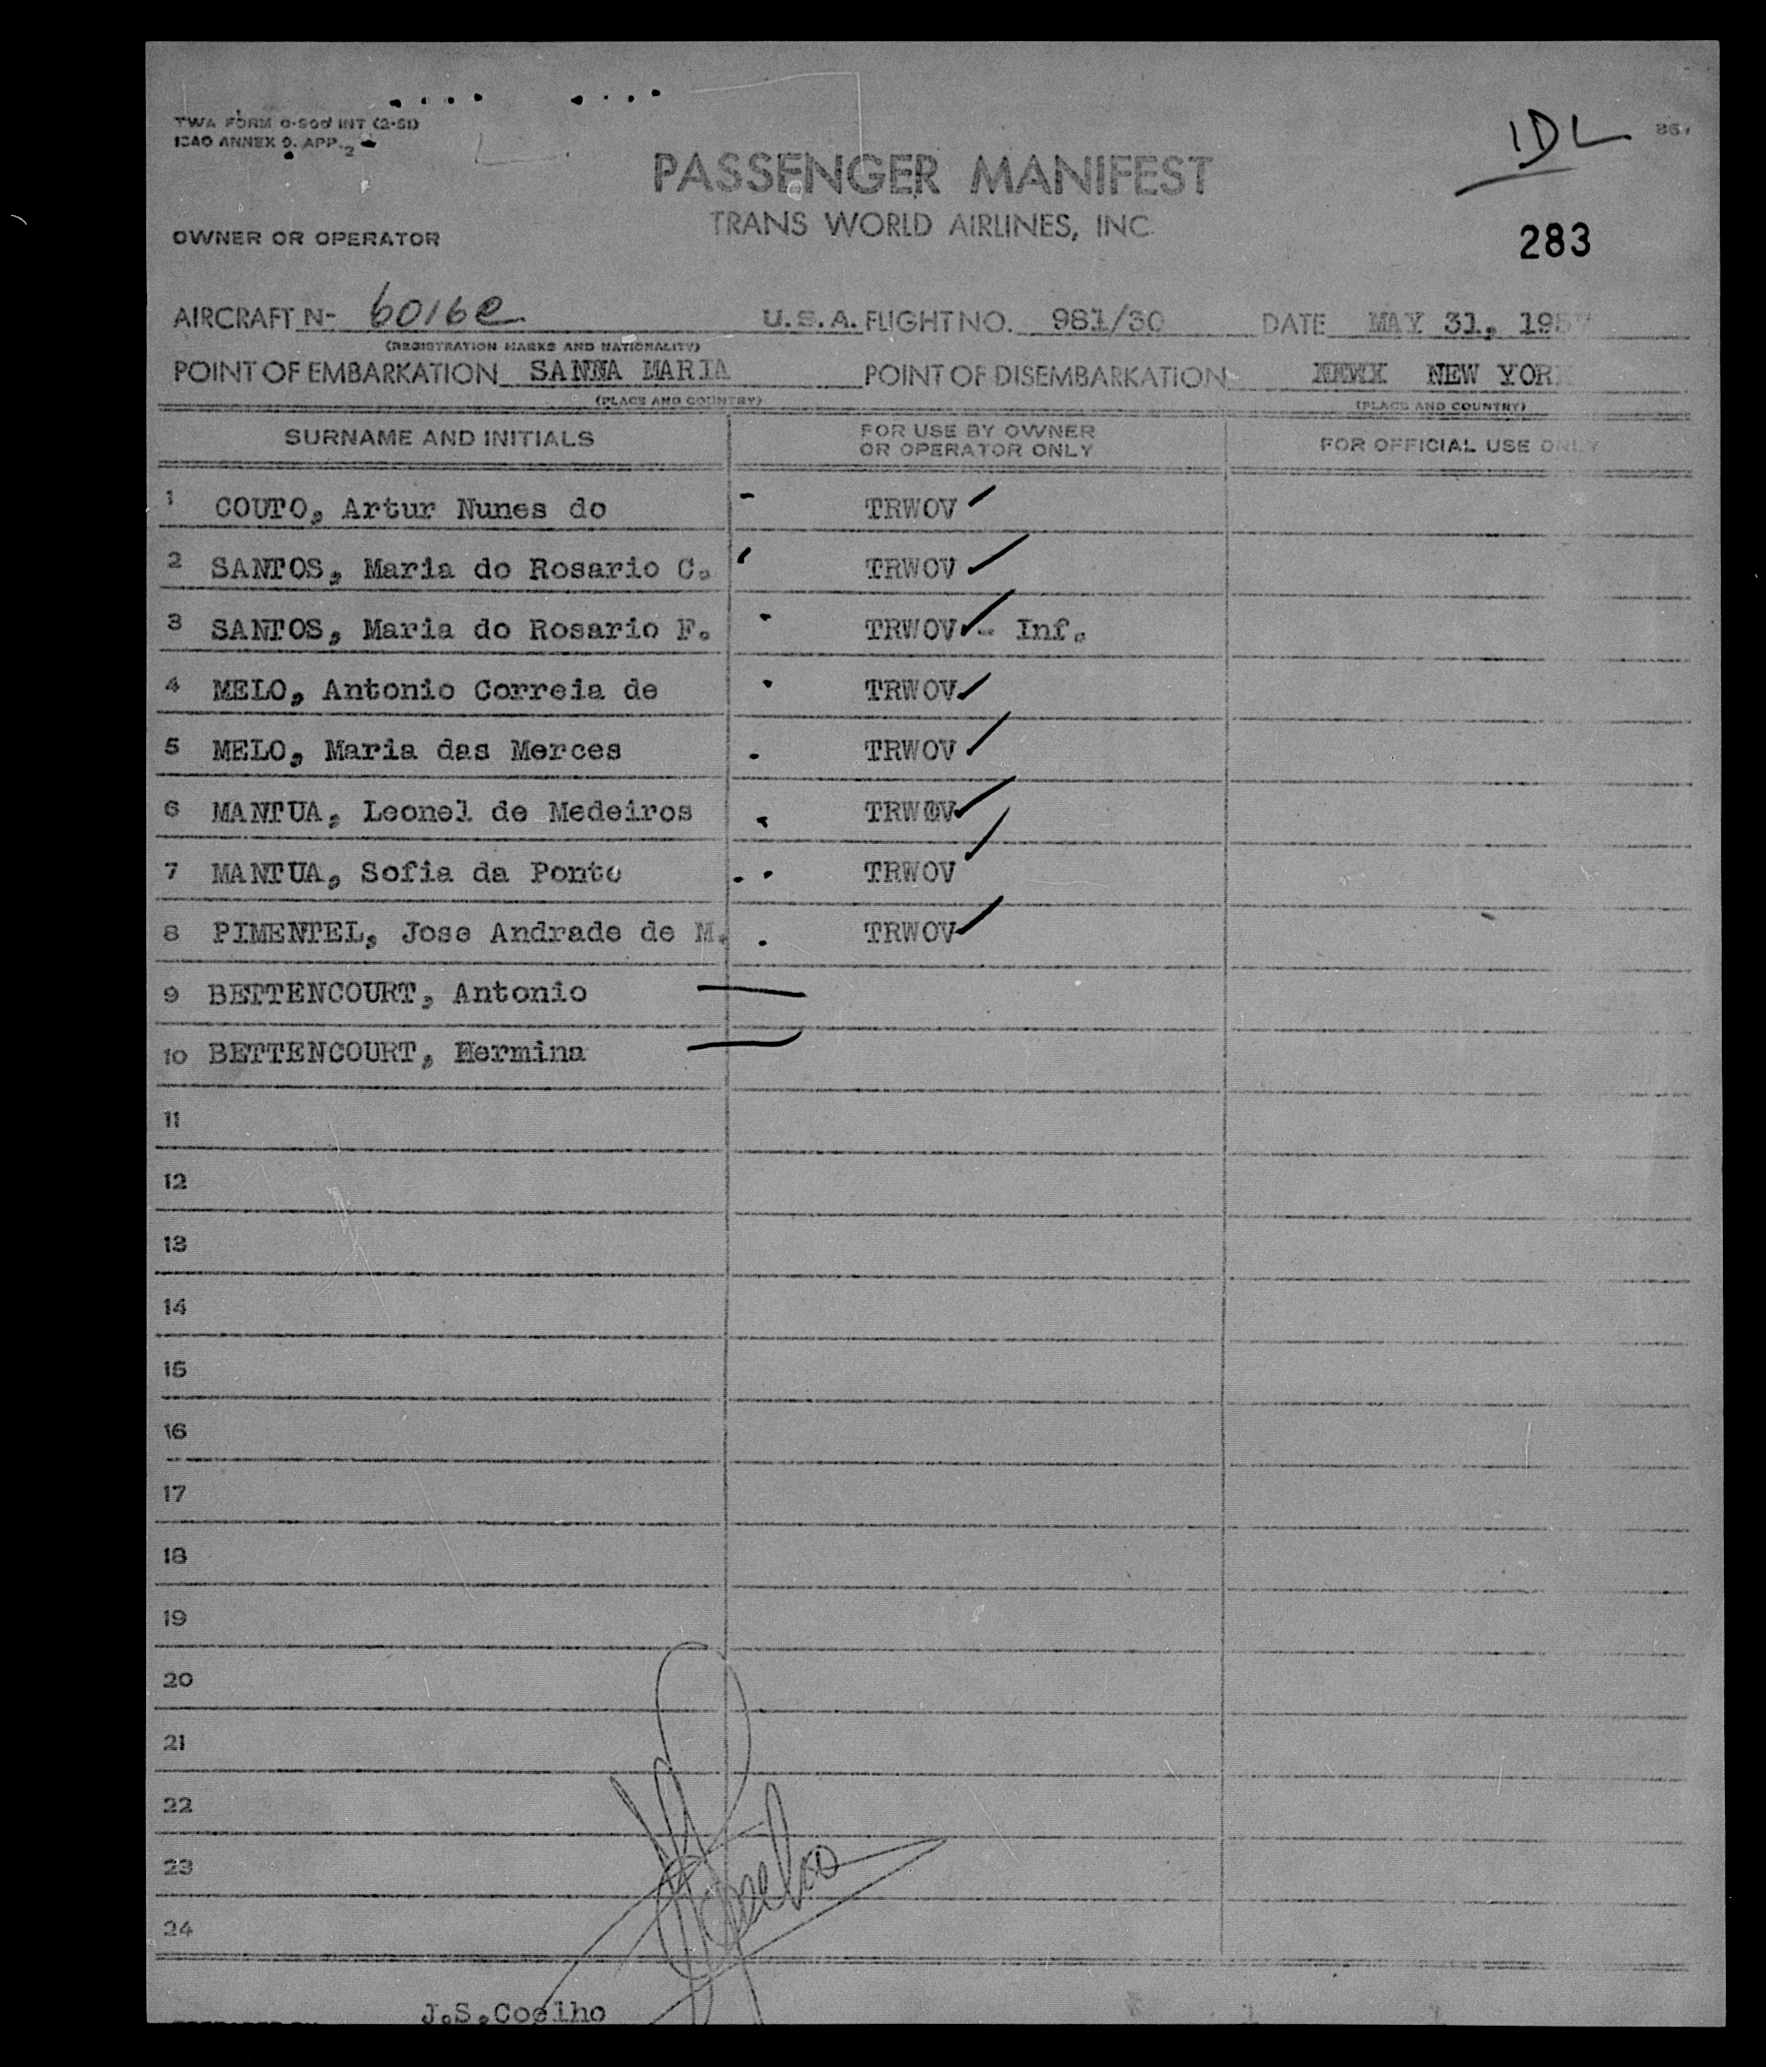 TWA FORM O-500 INT (2-51)
ICAO ANNEX 9. APP. 2
IDL
PASSENGER MANIFEST
TRANS WORLD AIRLINES, INC
OWNER OR OPERATOR
283
AIRCRAFT N- 6016C U.S.A. FLIGHT NO. 981/30 DATE MAY 31, 195
(REGISTRATION MARKS AND NATIONALITY)
POINT OF EMBARKATION SANNA MARIA POINT OF DISEMBARKATION NEW YOR
(PLACE AND COUNTRY) (PLACE AND COUNTRY)
SURNAME AND INITIALS FOR USE BY OWNER OR OPERATOR ONLY FOR OFFICIAL USE ONLY
1 COUTO, Artur Nunes do TRWOV
2 SANTOS, Maria do Rosario C. TRWOV
3 SANTOS, Maria do Rosario F. TRWOV - Inf.
4 MELO, Antonio Correia de TRWOV
5 MELO, Maria das Merces TRWOV
6 MANTUA, Leonel de Medeiros TRWOV
7 MANTUA, Sofia da Ponto TRWOV
8 PIMENTEL, Jose Andrade de M. TRWOV
9 BETTENCOURT, Antonio
10 BETTENCOURT, Hermina
11
12
13
14
15
16
17
18
19
20
21
22
23
24
Coelho
J.S.Coelho